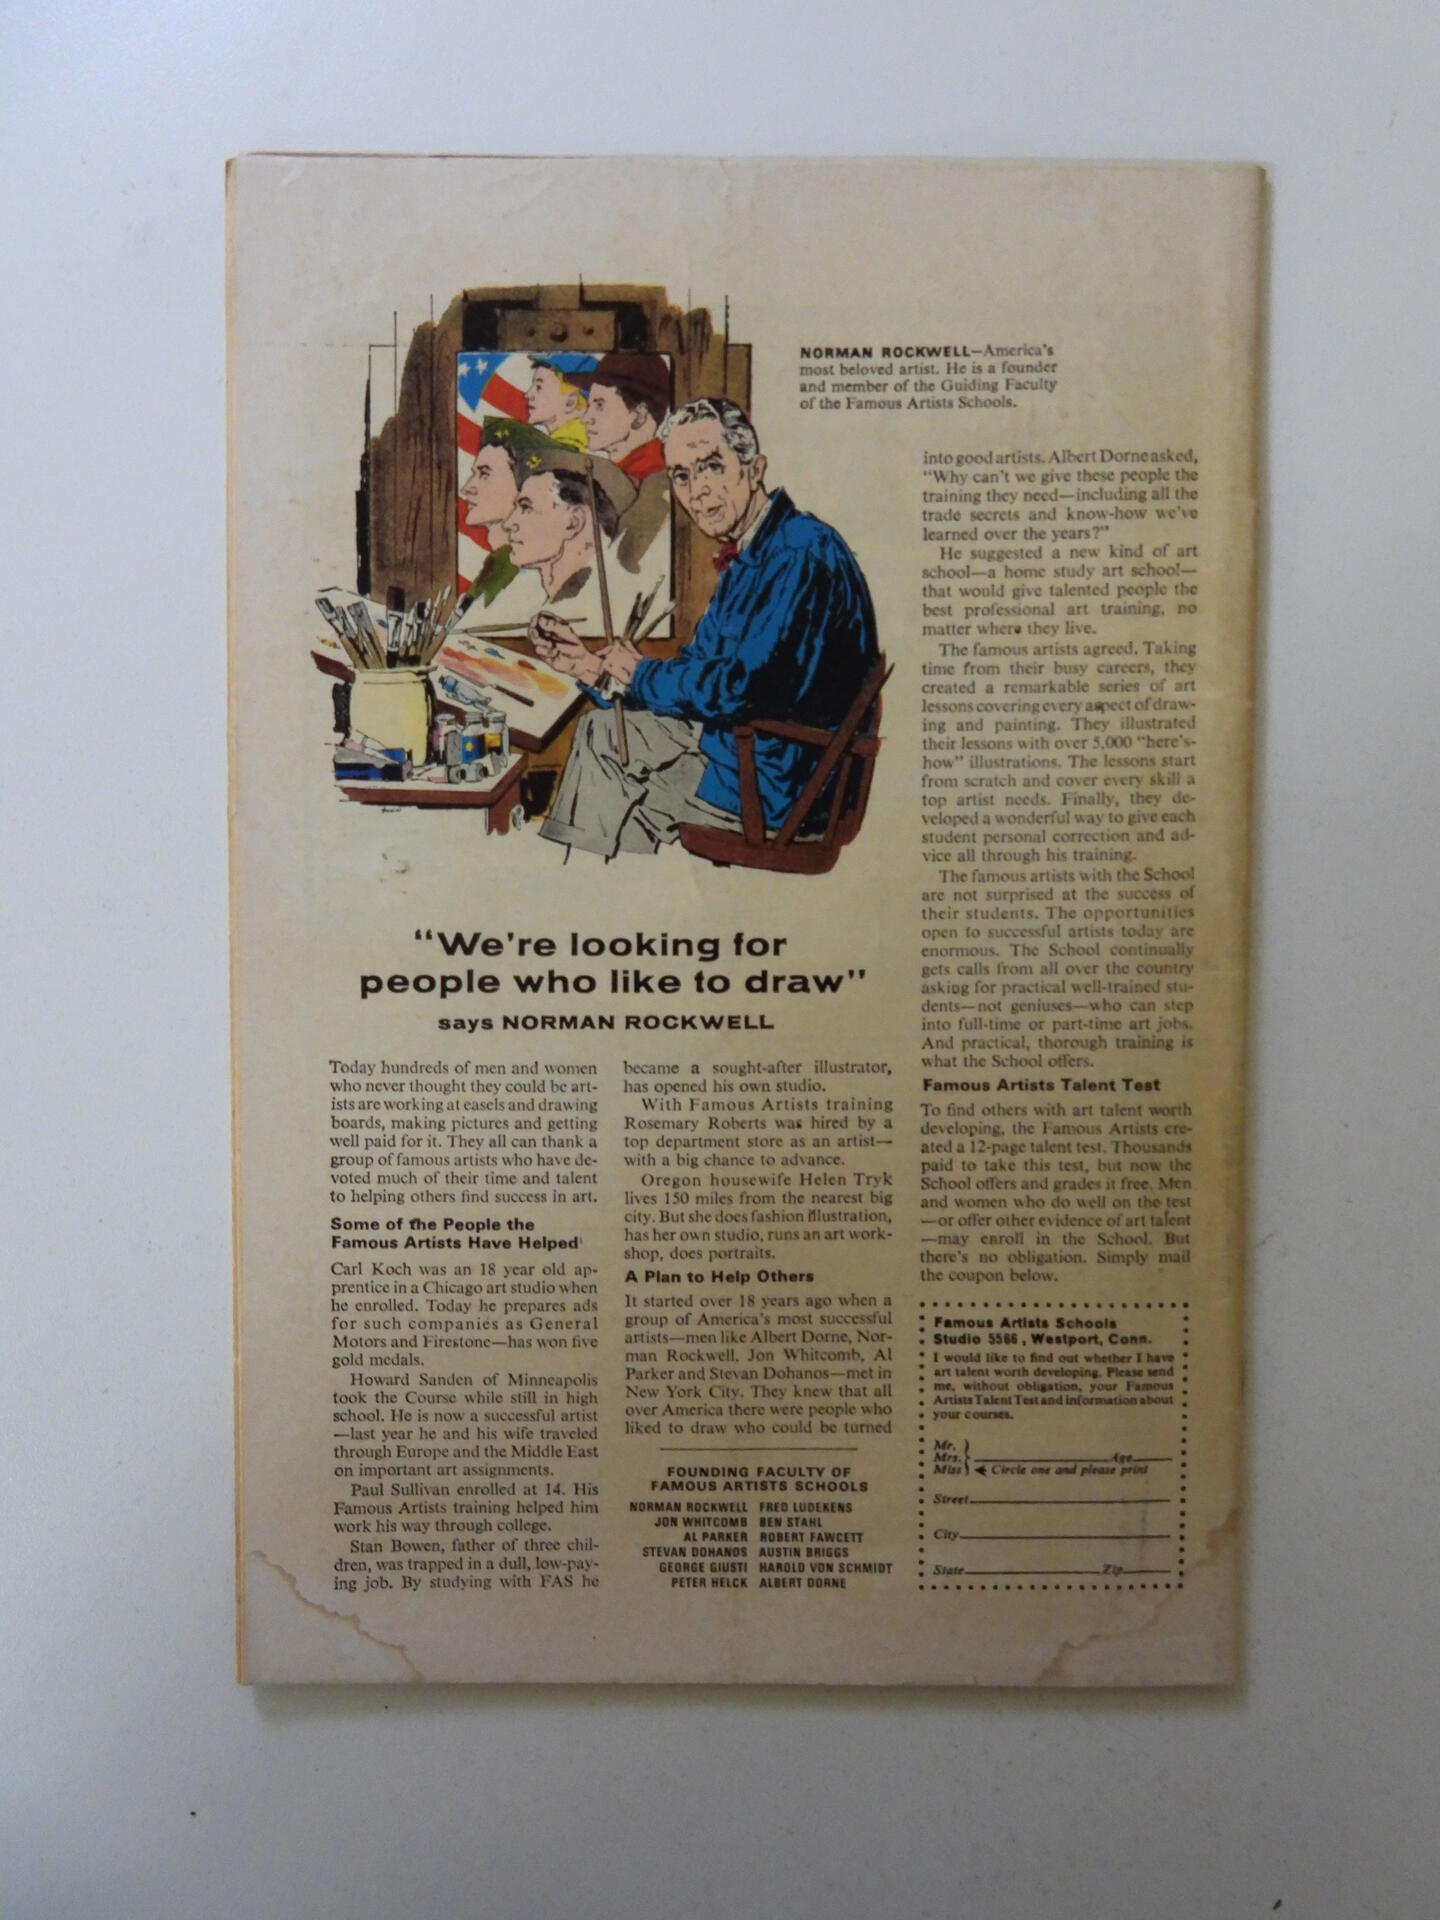 NORMAN ROCKWELL—America's
most beloved artist. He is a founder
and member of the Guiding Faculty
of the Famous Artists Schools.
"We're looking for
people who like to draw"
says NORMAN ROCKWELL
Today hundreds of men and women
who never thought they could be art-
ists are working at easels and drawing
boards, making pictures and getting
well paid for it. They all can thank a
group of famous artists who have de-
voted much of their time and talent
to helping others find success in art.
Some of the People the
Famous Artists Have Helped
Carl Koch was an 18 year old ap-
prentice in a Chicago art studio when
he enrolled. Today he prepares ads
for such companies as General
Motors and Firestone—has won five
gold medals.
Howard Sanden of Minneapolis
took the Course while still in high
school. He is now a successful artist
—last year he and his wife traveled
through Europe and the Middle East
on important art assignments.
Paul Sullivan enrolled at 14. His
Famous Artists training helped him
work his way through college.
Stan Bowen, father of three chil-
dren, was trapped in a dull, low-pay-
ing job. By studying with FAS he
became a sought-after illustrator,
has opened his own studio.
With Famous Artists training
Rosemary Roberts was hired by a
top department store as an artist—
with a big chance to advance.
Oregon housewife Helen Tryk
lives 150 miles from the nearest big
city. But she does fashion illustration,
has her own studio, runs an art work-
shop, does portraits.
A Plan to Help Others
It started over 18 years ago when a
group of America's most successful
artists—men like Albert Dorne, Nor-
man Rockwell, Jon Whitcomb, Al
Parker and Stevan Dohanos—met in
New York City. They knew that all
over America there were people who
liked to draw who could be turned
FOUNDING FACULTY OF
FAMOUS ARTISTS SCHOOLS
NORMAN ROCKWELL FRED LUDEKENS
JON WHITCOMB BEN STAHL
AL PARKER ROBERT FAWCETT
STEVAN DOHANOS AUSTIN BRIGGS
GEORGE GIUSTI HAROLD VON SCHMIDT
PETER HELCK ALBERT DORNE
into good artists. Albert Dorne asked,
"Why can't we give these people the
training they need—including all the
trade secrets and know-how we've
learned over the years?"
He suggested a new kind of art
school—a home study art school—
that would give talented people the
best professional art training, no
matter where they live.
The famous artists agreed. Taking
time from their busy careers, they
created a remarkable series of art
lessons covering every aspect of draw-
ing and painting. They illustrated
their lessons with over 5,000 "here's-
how" illustrations. The lessons start
from scratch and cover every skill a
top artist needs. Finally, they de-
veloped a wonderful way to give each
student personal correction and ad-
vice all through his training.
The famous artists with the School
are not surprised at the success of
their students. The opportunities
open to successful artists today are
enormous. The School continually
gets calls from all over the country
asking for practical well-trained stu-
dents—not geniuses—who can step
into full-time or part-time art jobs.
And practical, thorough training is
what the School offers.
Famous Artists Talent Test
To find others with art talent worth
developing, the Famous Artists cre-
ated a 12-page talent test. Thousands
paid to take this test, but now the
School offers and grades it free. Men
and women who do well on the test
—or offer other evidence of art talent
—may enroll in the School. But
there's no obligation. Simply mail
the coupon below.
Famous Artists Schools
Studio 5566, Westport, Conn.
I would like to find out whether I have
art talent worth developing. Please send
me, without obligation, your Famous
Artists Talent Test and information about
your courses.
Mr.
Mrs. Age
Miss Circle one and please print
Street
City
State Zip